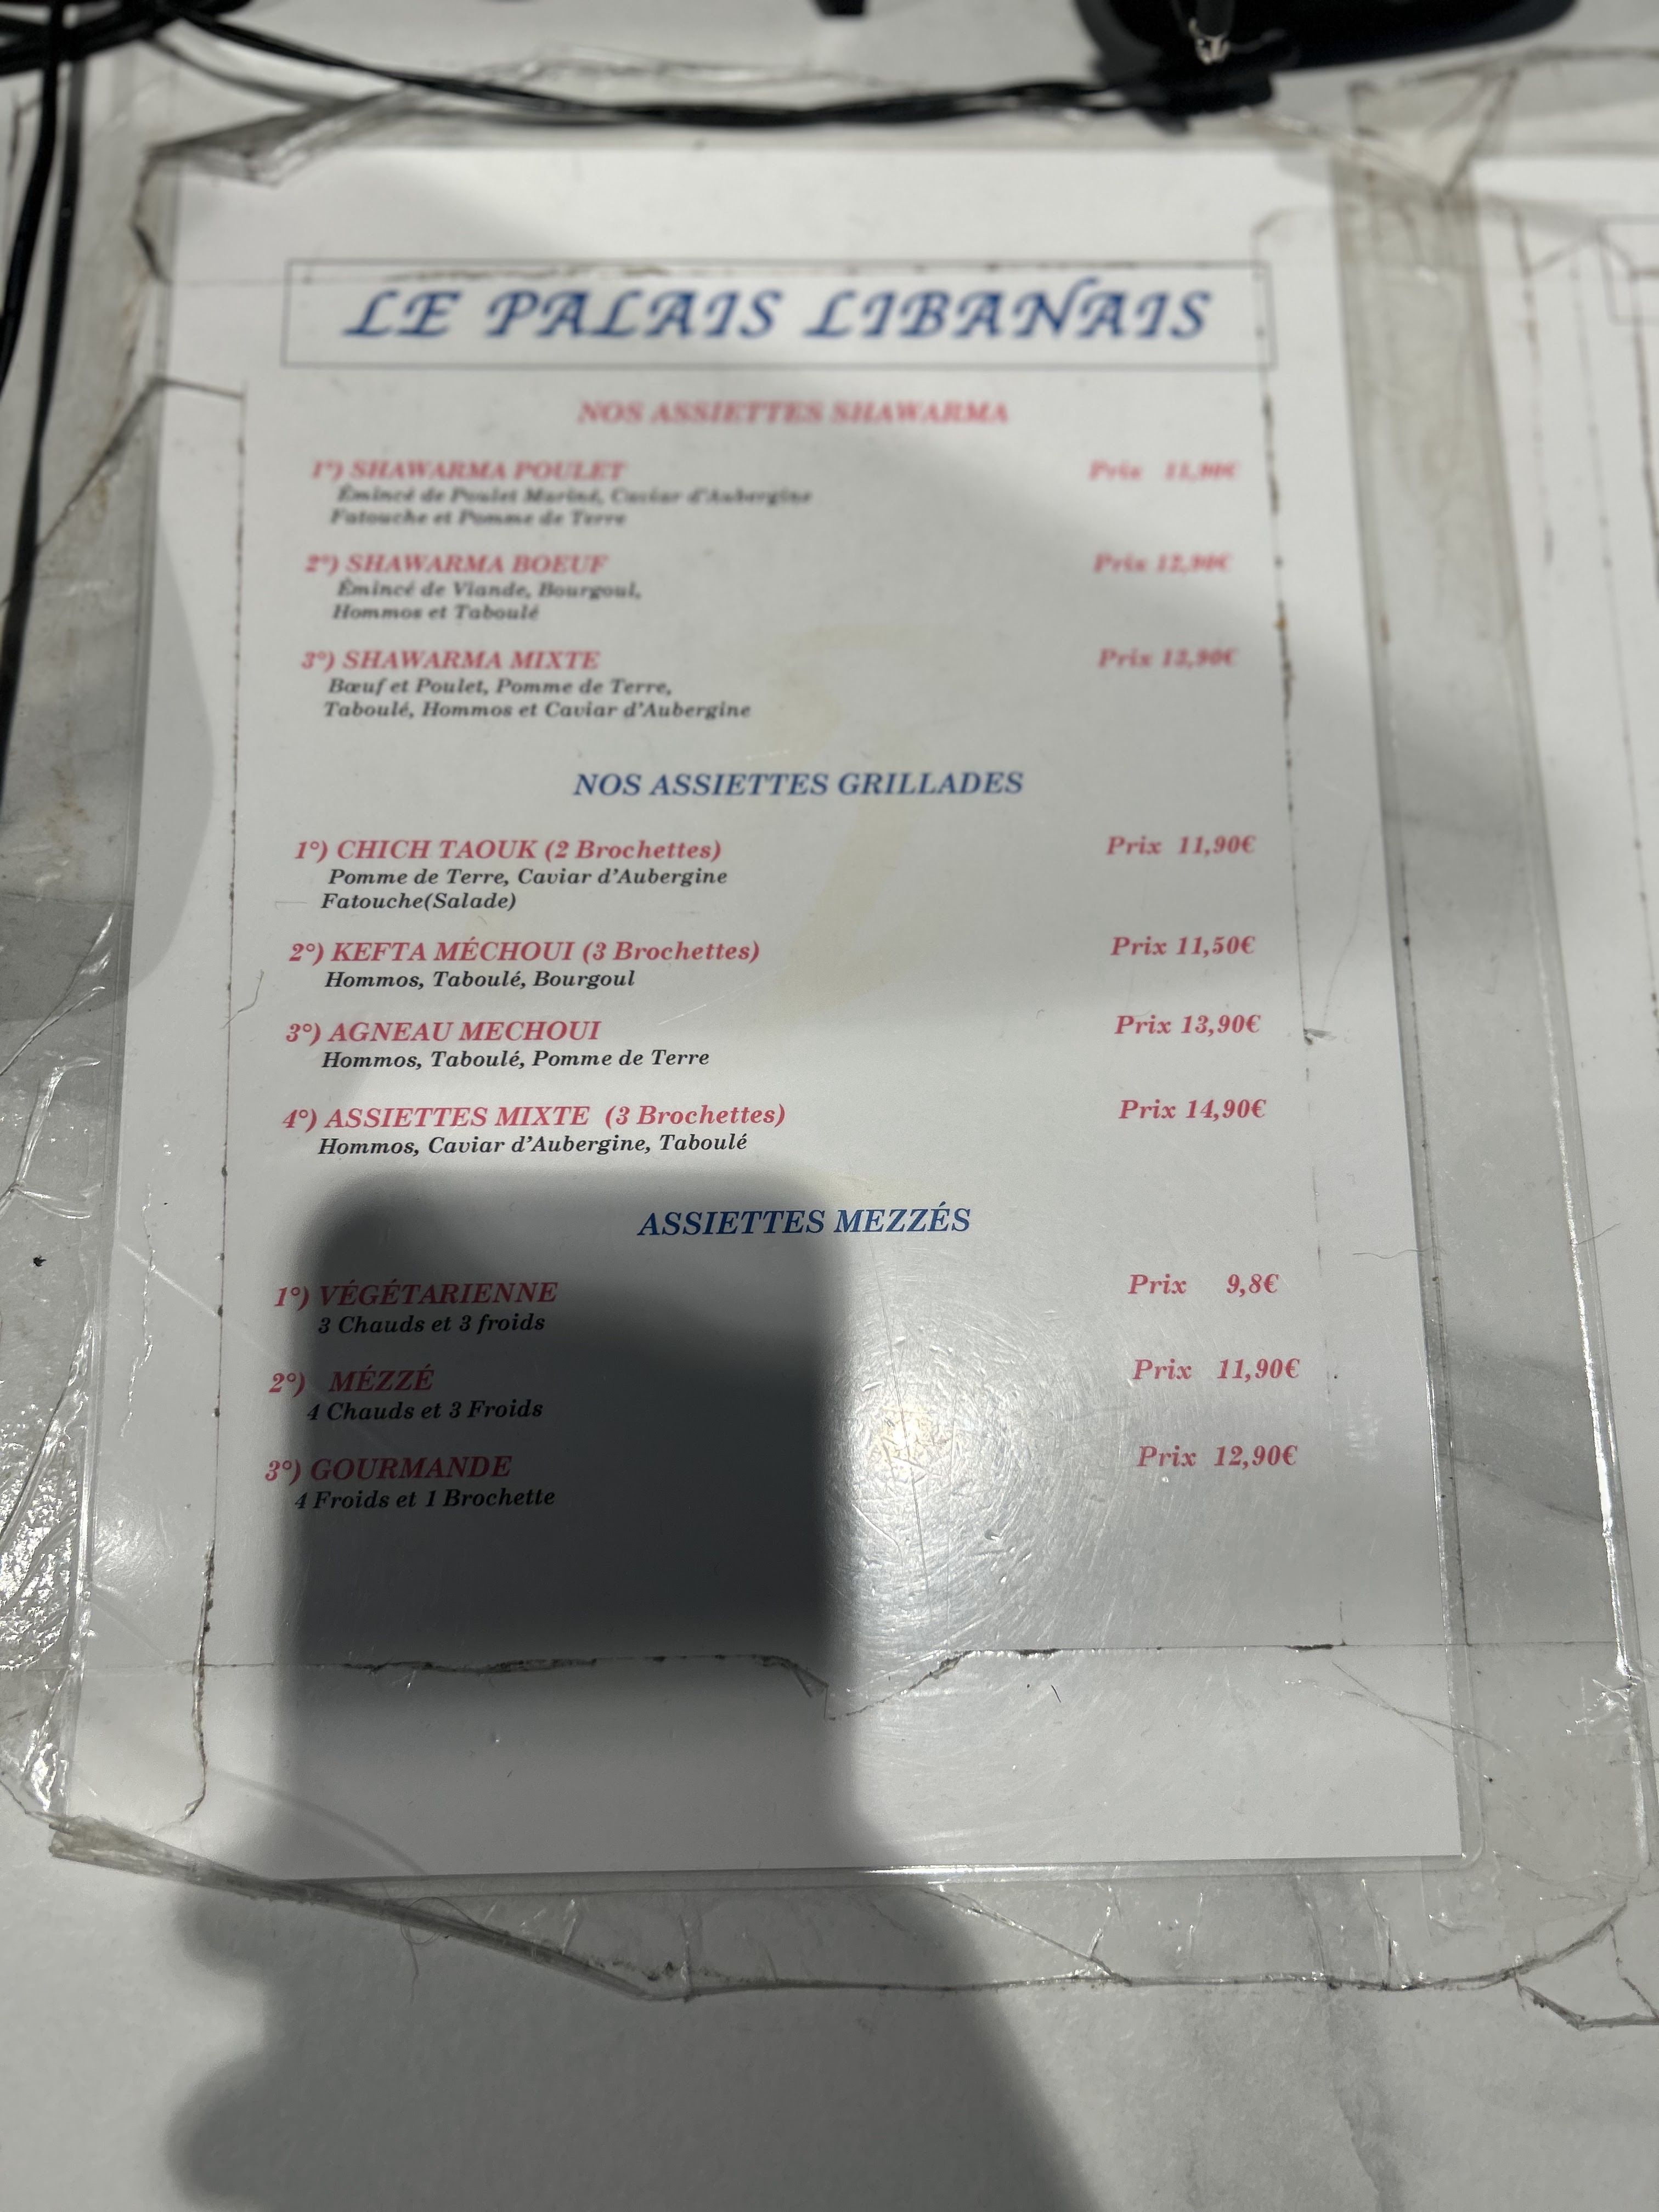 LE PALAIS LIBANAIS
NOS ASSIETTES SHAWARMA
1°) SHAWARMA POULET Prix 11,90€
Émincé de Poulet Mariné, Caviar d'Aubergine
Fatouche et Pomme de Terre
2°) SHAWARMA BOEUF Prix 12,90€
Émincé de Viande, Bourgoul,
Hommos et Taboulé
3°) SHAWARMA MIXTE Prix 13,90€
Bœuf et Poulet, Pomme de Terre,
Taboulé, Hommos et Caviar d'Aubergine
NOS ASSIETTES GRILLADES
1°) CHICH TAOUK (2 Brochettes) Prix 11,90€
Pomme de Terre, Caviar d'Aubergine
Fatouche(Salade)
2°) KEFTA MÉCHOUI (3 Brochettes) Prix 11,50€
Hommos, Taboulé, Bourgoul
3°) AGNEAU MECHOUI Prix 13,90€
Hommos, Taboulé, Pomme de Terre
4°) ASSIETTES MIXTE (3 Brochettes) Prix 14,90€
Hommos, Caviar d'Aubergine, Taboulé
ASSIETTES MEZZÉS
1°) VÉGÉTARIENNE Prix 9,8€
3 Chauds et 3 froids
2°) MÉZZÉ Prix 11,90€
4 Chauds et 3 Froids
3°) GOURMANDE Prix 12,90€
4 Froids et 1 Brochette